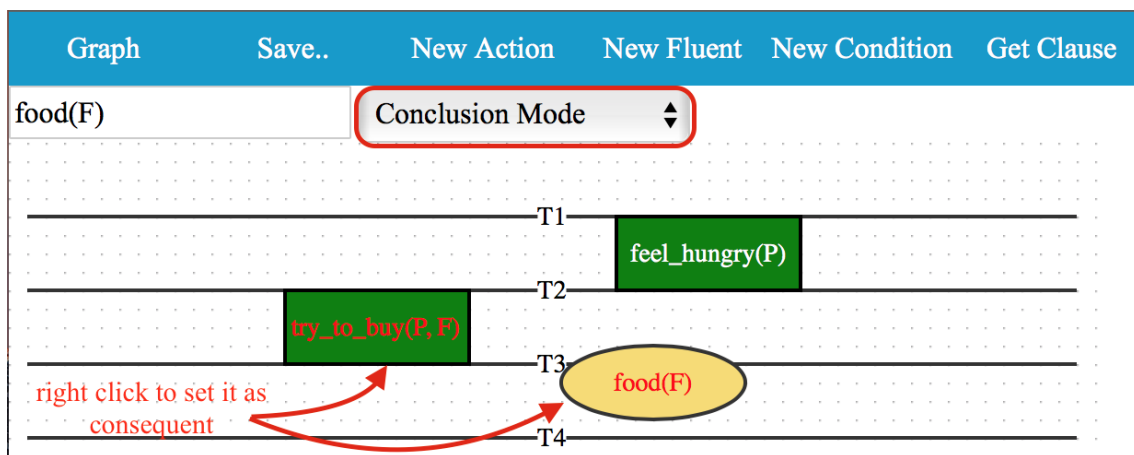 Graph Save.. New Action New Fluent New Condition Get Clause
food(F) Conclusion Mode
T1
feel_hungry(P)
T2
try_to_buy(P, F)
T3
food(F)
right click to set it as
consequent
T4